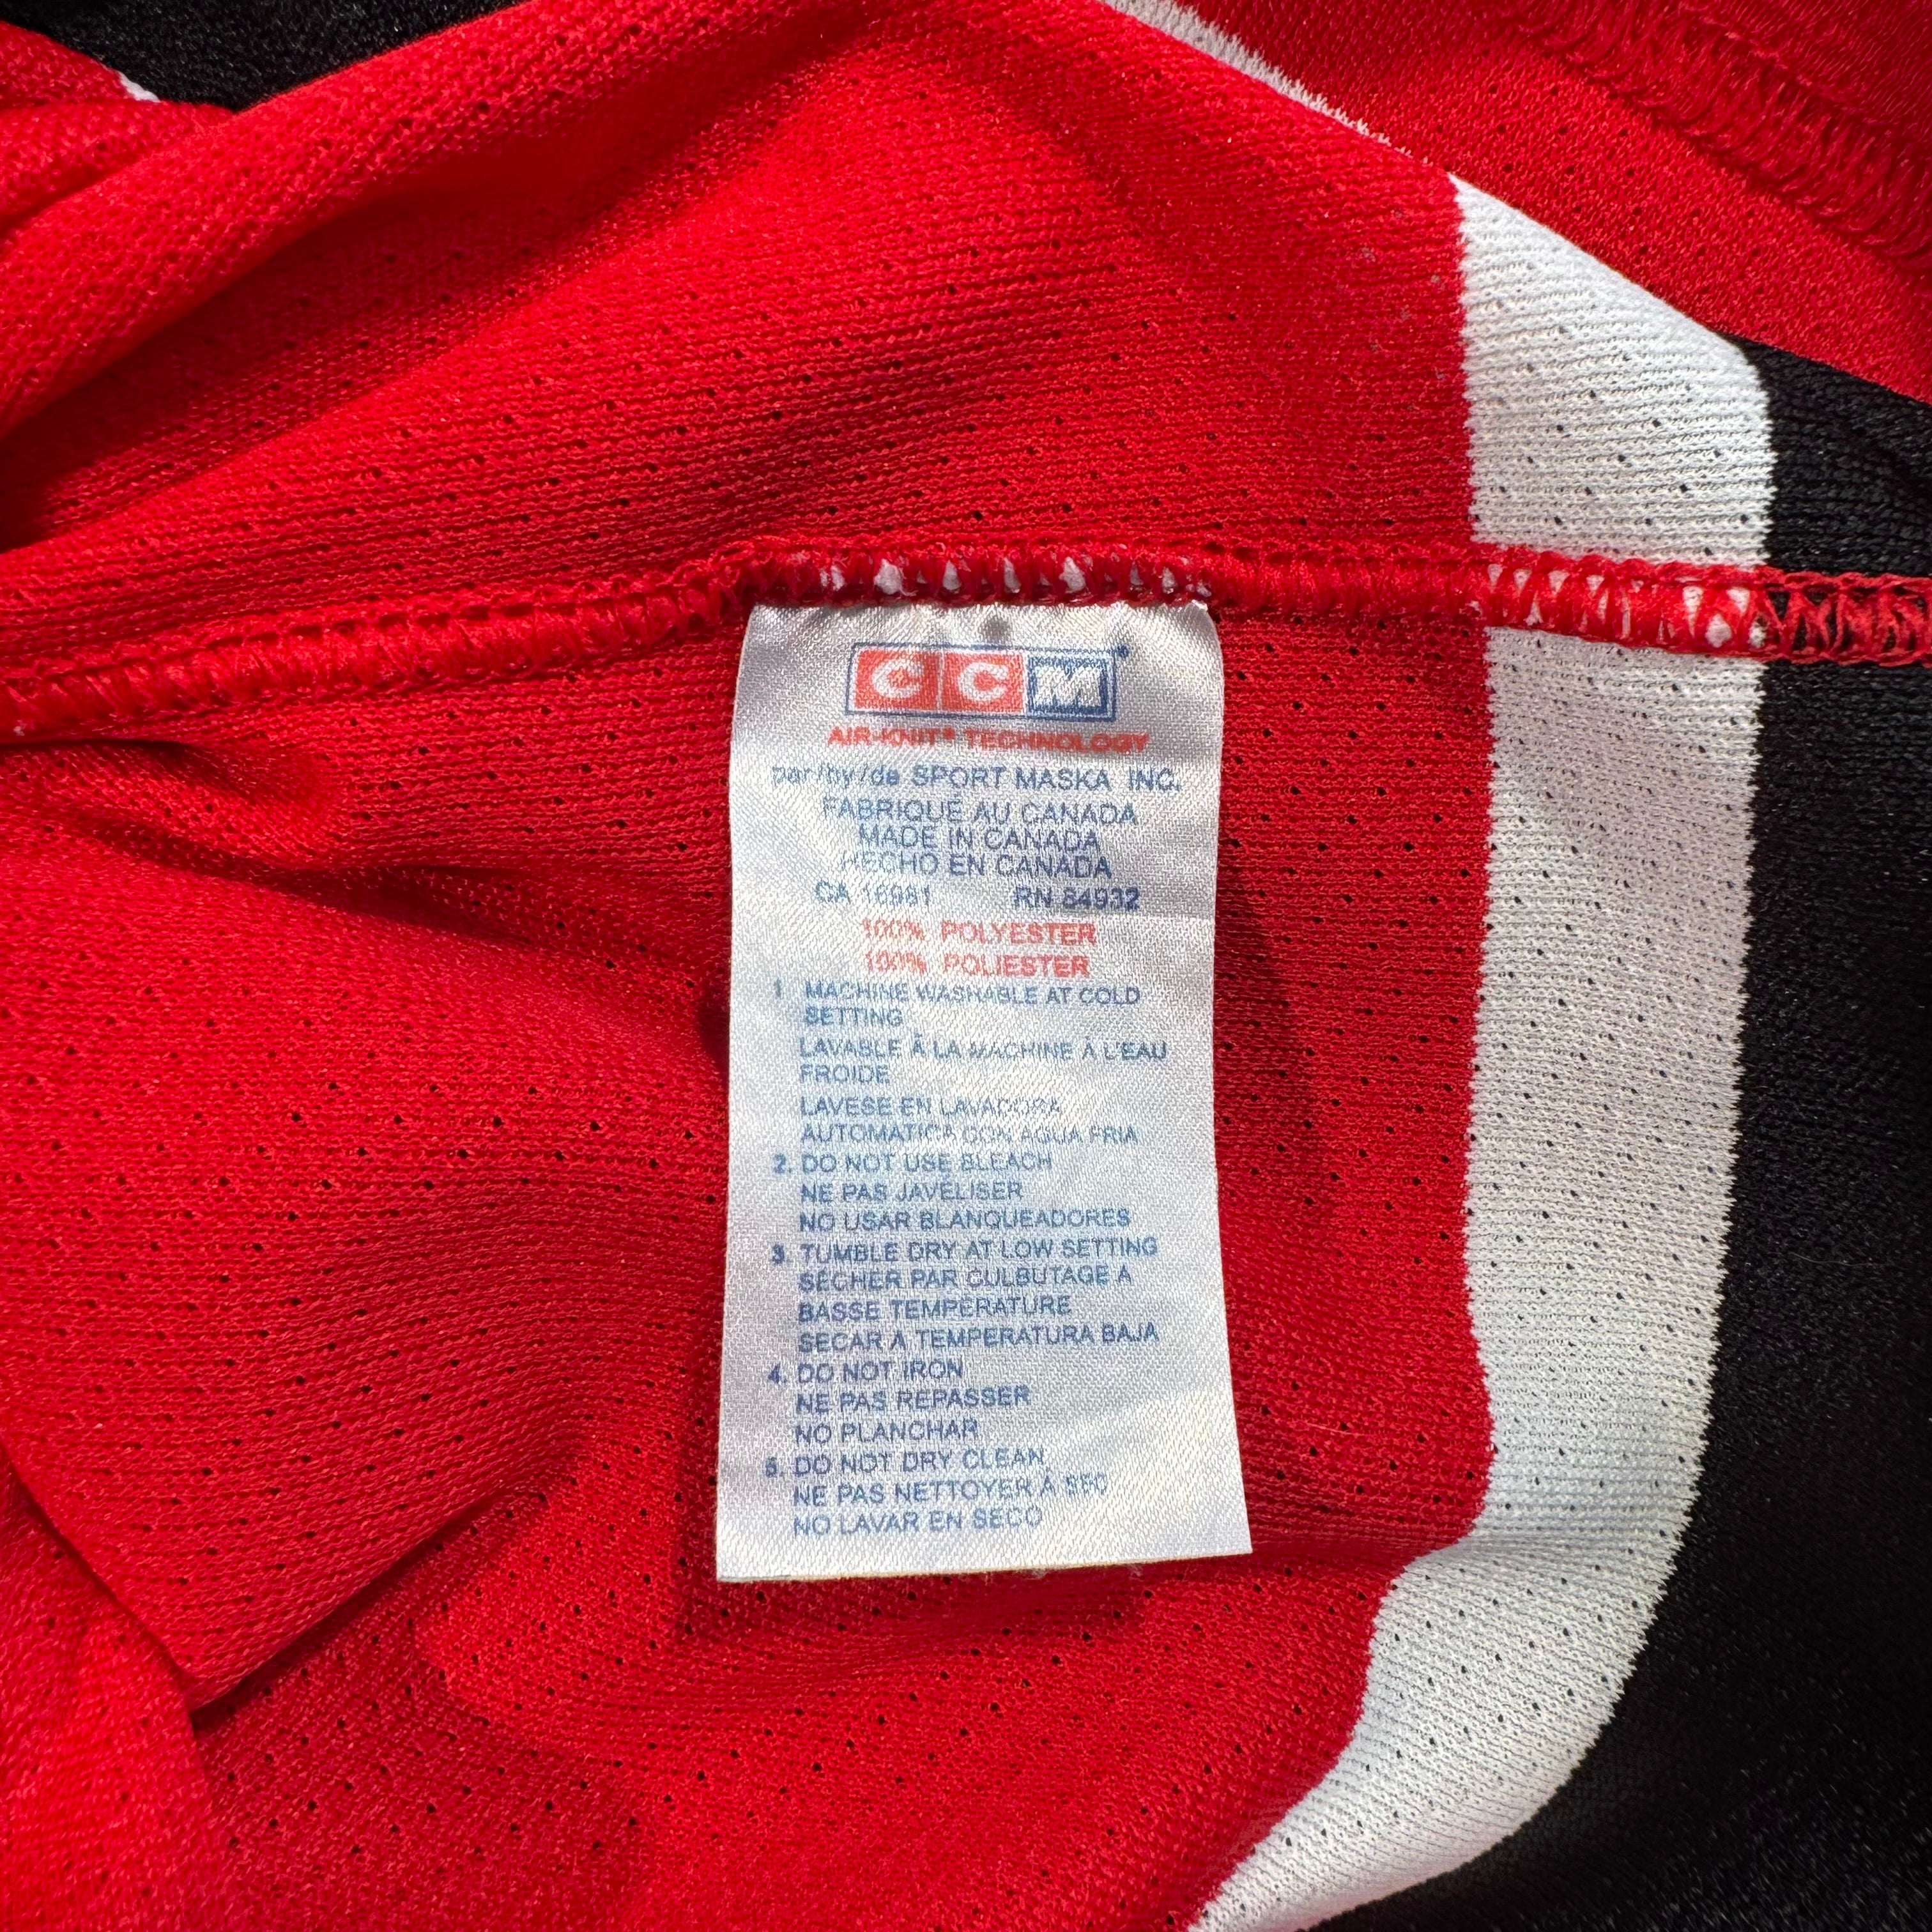 CCM
AIR-KNIT® TECHNOLOGY
par/by/de SPORT MASKA INC.
FABRIQUÉ AU CANADA
MADE IN CANADA
HECHO EN CANADA
CA 16981 RN 84932
100% POLYESTER
100% POLIESTER
1 MACHINE WASHABLE AT COLD
SETTING
LAVABLE À LA MACHINE À L'EAU
FROIDE
LAVESE EN LAVADORA
AUTOMATICA CON AGUA FRIA
2. DO NOT USE BLEACH
NE PAS JAVÉLISER
NO USAR BLANQUEADORES
3. TUMBLE DRY AT LOW SETTING
SÉCHER PAR CULBUTAGE À
BASSE TEMPÉRATURE
SECAR A TEMPERATURA BAJA
4. DO NOT IRON
NE PAS REPASSER
NO PLANCHAR
5. DO NOT DRY CLEAN
NE PAS NETTOYER À SEC
NO LAVAR EN SECO